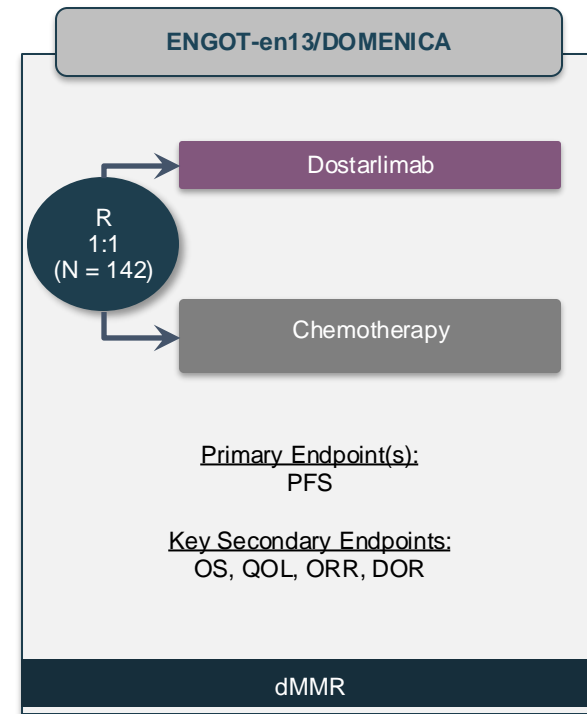 ENGOT-en13/DOMENICA
Dostarlimab
R
1:1
(N = 142)
Chemotherapy
Primary Endpoint(s):
PFS
Key Secondary Endpoints:
OS, QOL, ORR, DOR
dMMR